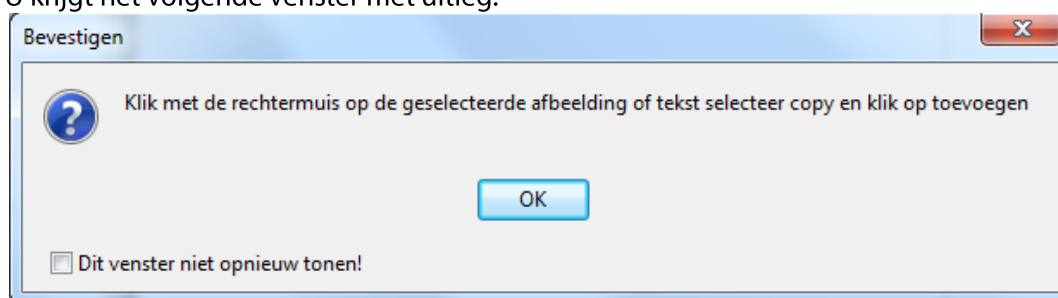 U krijgt het volgende venster met uitleg.
Bevestigen
Klik met de rechtermuis op de geselecteerde afbeelding of tekst selecteer copy en klik op toevoegen
OK
Dit venster niet opnieuw tonen!